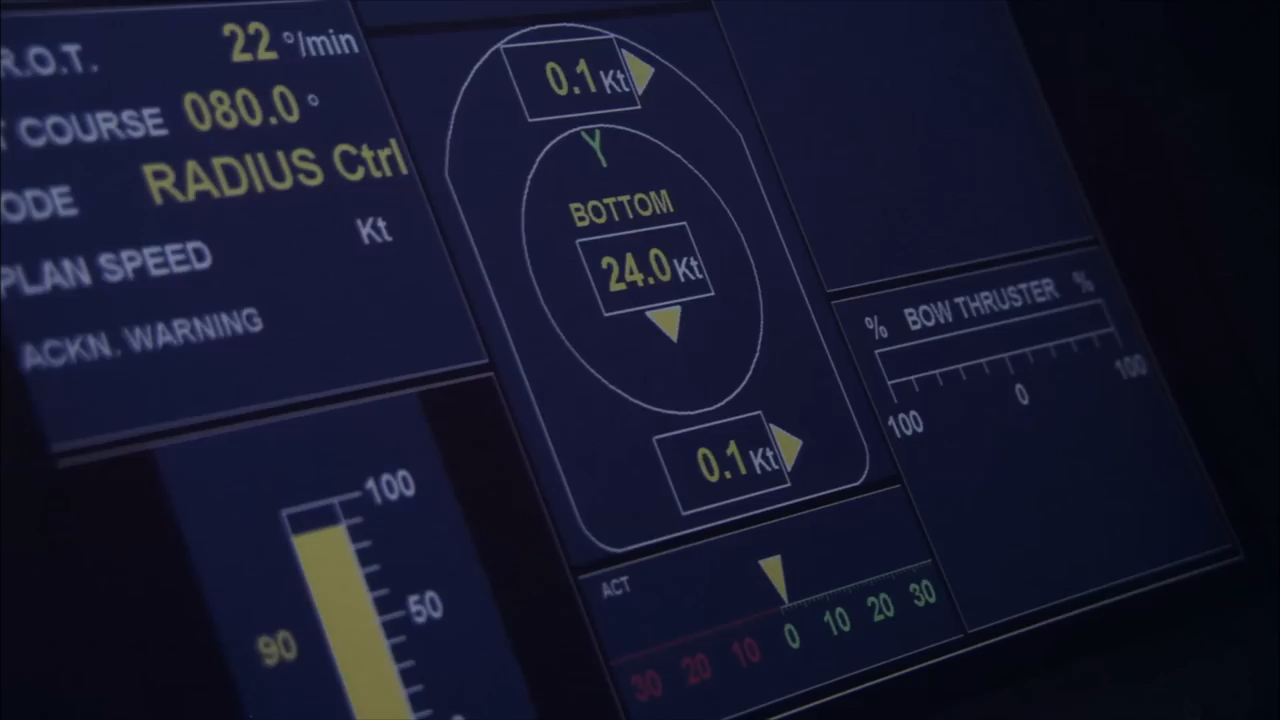 R.O.T. 22 °/min
T COURSE 080.0 °
ODE RADIUS Ctrl
PLAN SPEED Kt
ACKN. WARNING
0.1 Kt
Y
BOTTOM
24.0 Kt
0.1 Kt
% BOW THRUSTER %
100 0 100
100
50
90
ACT
30 20 10 0 10 20 30